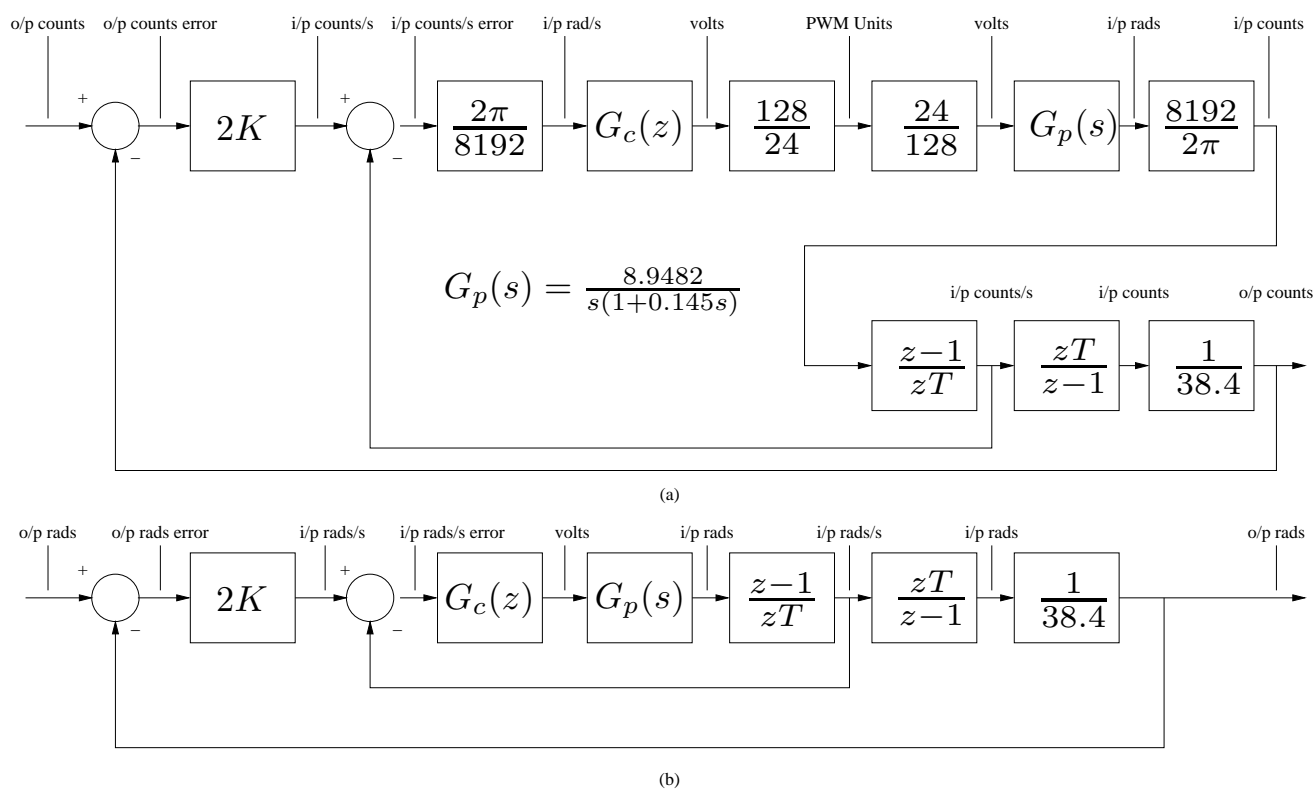 o/p counts o/p counts error i/p counts/s i/p counts/s error i/p rad/s volts PWM Units volts i/p rads i/p counts
+ − 2K + − 2π/8192 G_c(z) 128/24 24/128 G_p(s) 8192/2π
G_p(s) = 8.9482/s(1+0.145s)
i/p counts/s i/p counts o/p counts
z−1/zT zT/z−1 1/38.4
(a)
o/p rads o/p rads error i/p rads/s i/p rads/s error volts i/p rads i/p rads/s i/p rads o/p rads
+ − 2K + − G_c(z) G_p(s) z−1/zT zT/z−1 1/38.4
(b)